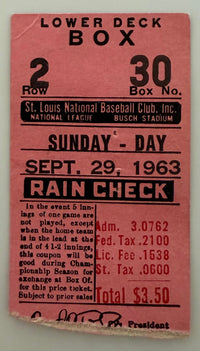 LOWER DECK
BOX
2 30
Row Box No.
St. Louis National Baseball Club, Inc.
NATIONAL LEAGUE BUSCH STADIUM
SUNDAY - DAY
SEPT. 29, 1963
RAIN CHECK
In the event 5 inn-
ings of one game are
not played, except
when the home team
is in the lead at the
end of 4 1-2 innings,
this coupon will be
good during Cham-
pionship Season for
exchange at Box Of.
for this price ticket.
Subject to prior sales
Adm. 3.0762
Fed. Tax .2100
Lic. Fee .1538
St. Tax .0600
Total $3.50
President